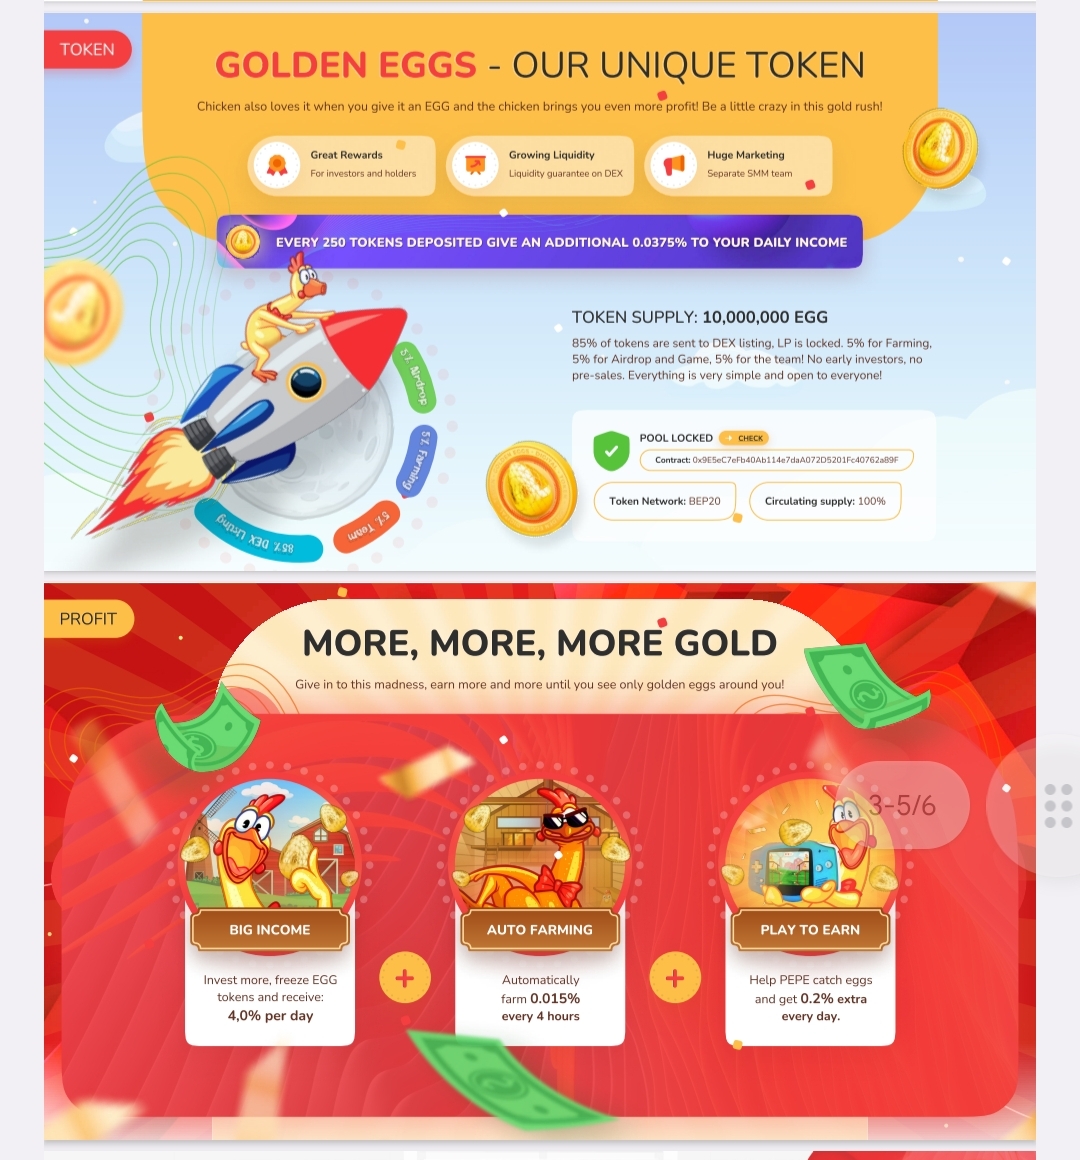 TOKEN
GOLDEN EGGS - OUR UNIQUE TOKEN
Chicken also loves it when you give it an EGG and the chicken brings you even more profit! Be a little crazy in this gold rush!
Great Rewards
For investors and holders
Growing Liquidity
Liquidity guarantee on DEX
Huge Marketing
Separate SMM team
EVERY 250 TOKENS DEPOSITED GIVE AN ADDITIONAL 0.0375% TO YOUR DAILY INCOME
TOKEN SUPPLY: 10,000,000 EGG
85% of tokens are sent to DEX listing, LP is locked. 5% for Farming,
5% for Airdrop and Game, 5% for the team! No early investors, no
pre-sales. Everything is very simple and open to everyone!
5% Airdrop
5% Farming
5% Team
85% DEX Listing
POOL LOCKED
CHECK
Contract: 0x9E5eC7eFb40Ab114e7daA072D5201Fc40762a89F
Token Network: BEP20
Circulating supply: 100%
PROFIT
MORE, MORE, MORE GOLD
Give in to this madness, earn more and more until you see only golden eggs around you!
3-5/6
BIG INCOME
Invest more, freeze EGG
tokens and receive:
4,0% per day
+
AUTO FARMING
Automatically
farm 0.015%
every 4 hours
+
PLAY TO EARN
Help PEPE catch eggs
and get 0.2% extra
every day.